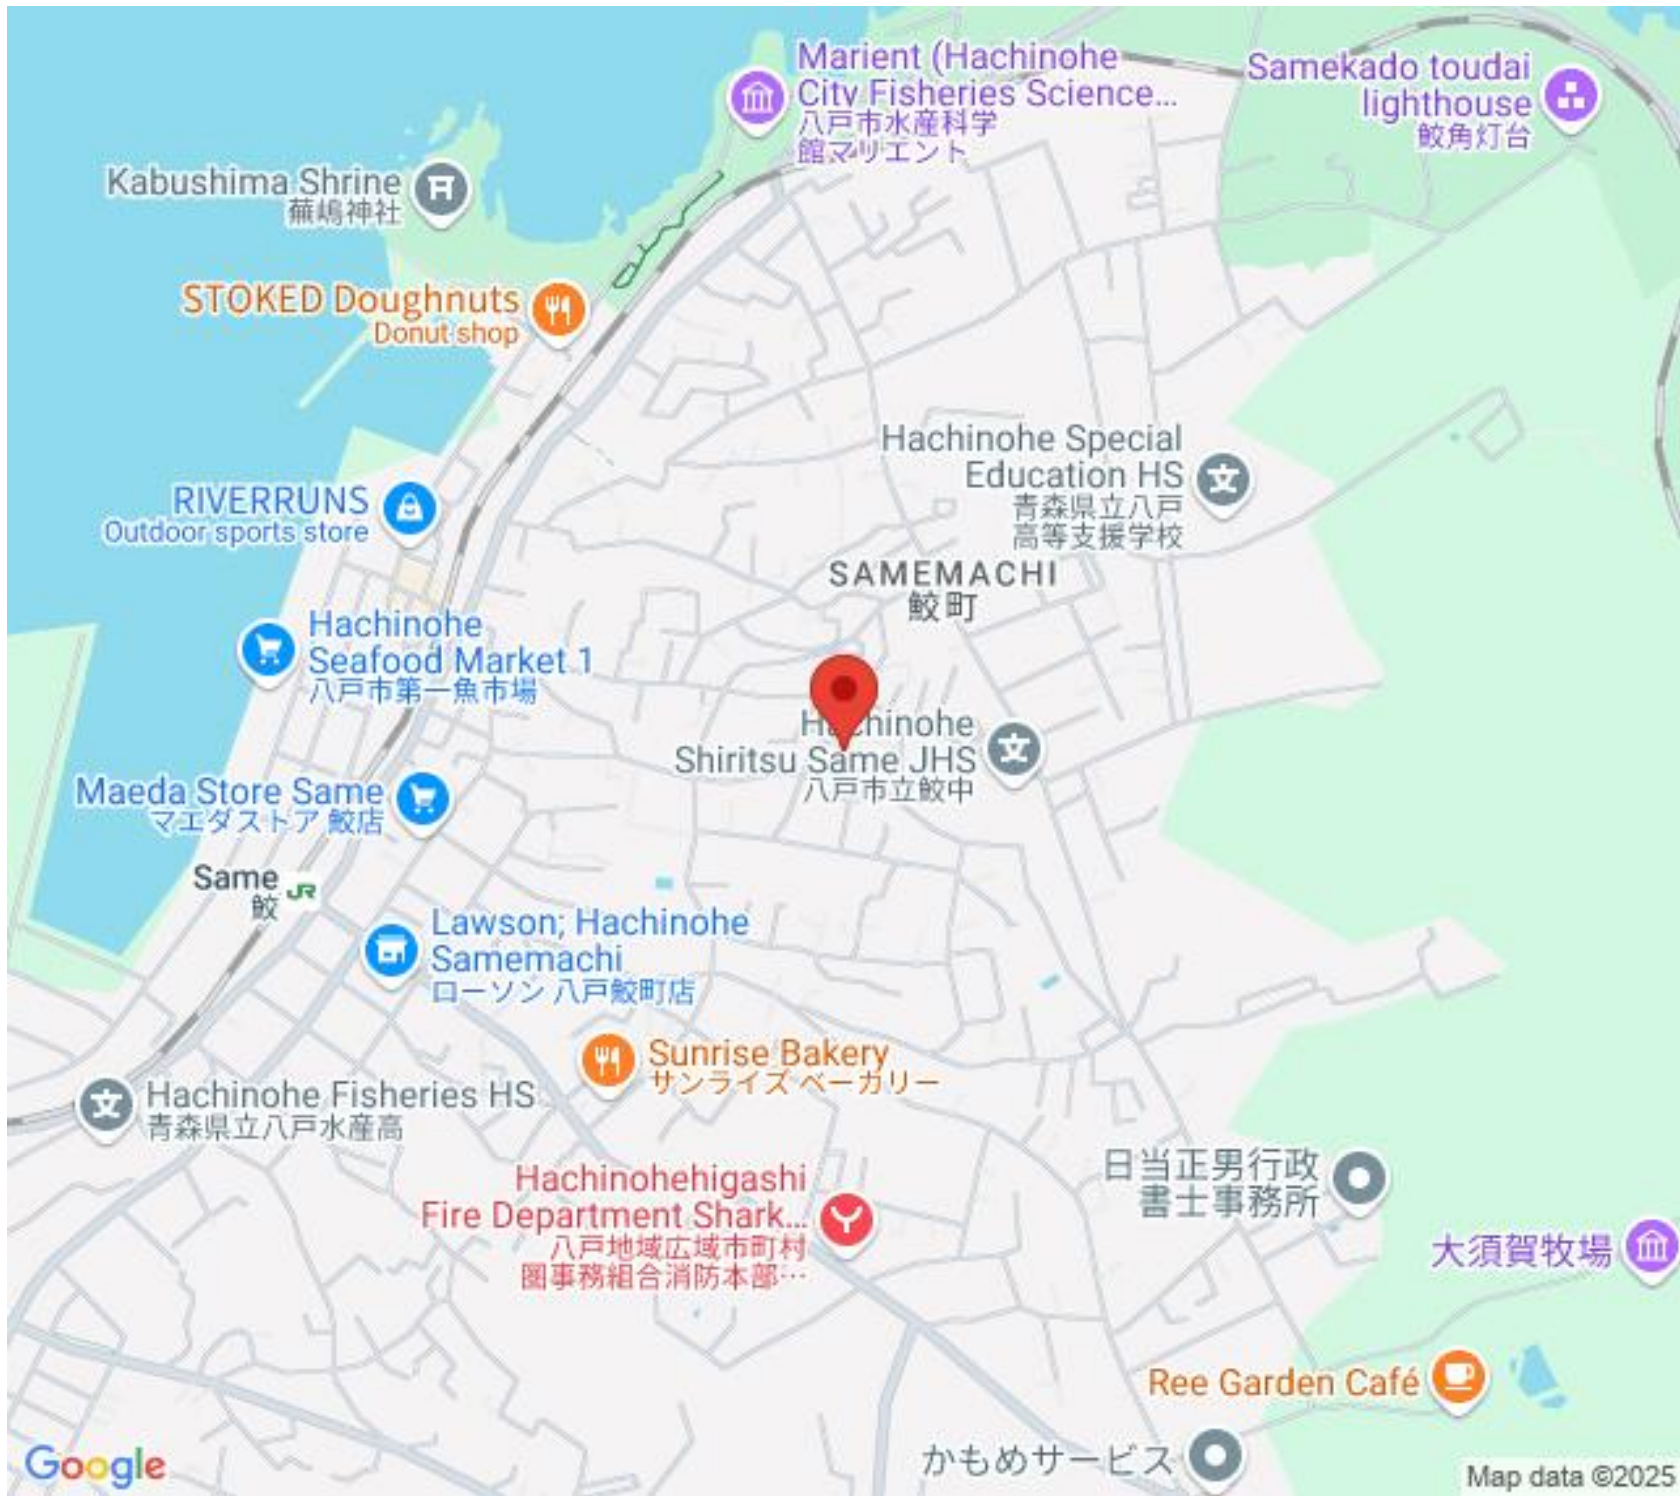 Marient (Hachinohe
City Fisheries Science...
八戸市水産科学
館マリエント
Samekado toudai
lighthouse
鮫角灯台
Kabushima Shrine
蕪嶋神社
STOKED Doughnuts
Donut shop
Hachinohe Special
Education HS
青森県立八戸
高等支援学校
RIVERRUNS
Outdoor sports store
SAMEMACHI
鮫町
Hachinohe
Seafood Market 1
八戸市第一魚市場
Hachinohe
Shiritsu Same JHS
八戸市立鮫中
Maeda Store Same
マエダストア 鮫店
Same
鮫
JR
Lawson; Hachinohe
Samemachi
ローソン 八戸鮫町店
Sunrise Bakery
サンライズ ベーカリー
Hachinohe Fisheries HS
青森県立八戸水産高
Hachinohehigashi
Fire Department Shark...
八戸地域広域市町村
圏事務組合消防本部…
日当正男行政
書士事務所
大須賀牧場
Ree Garden Café
かもめサービス
Google
Map data ©2025